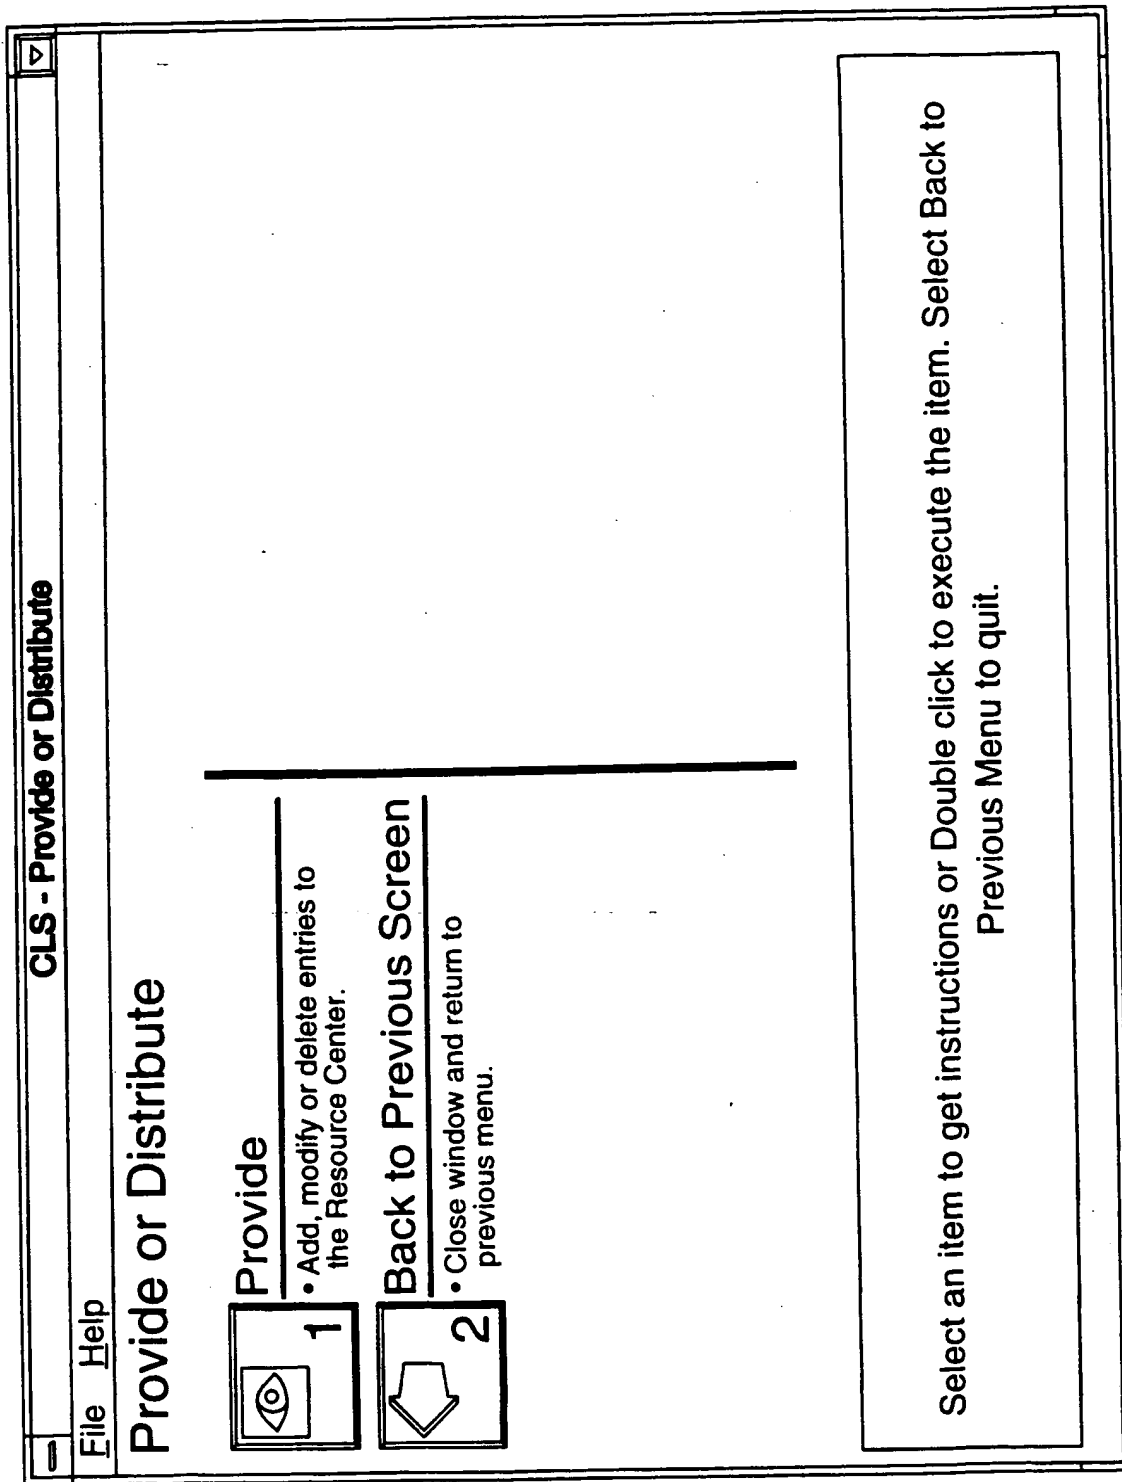 CLS - Provide or Distribute
File Help
Provide or Distribute
1
Provide
• Add, modify or delete entries to
the Resource Center.
2
Back to Previous Screen
• Close window and return to
previous menu.
Select an item to get instructions or Double click to execute the item. Select Back to
Previous Menu to quit.